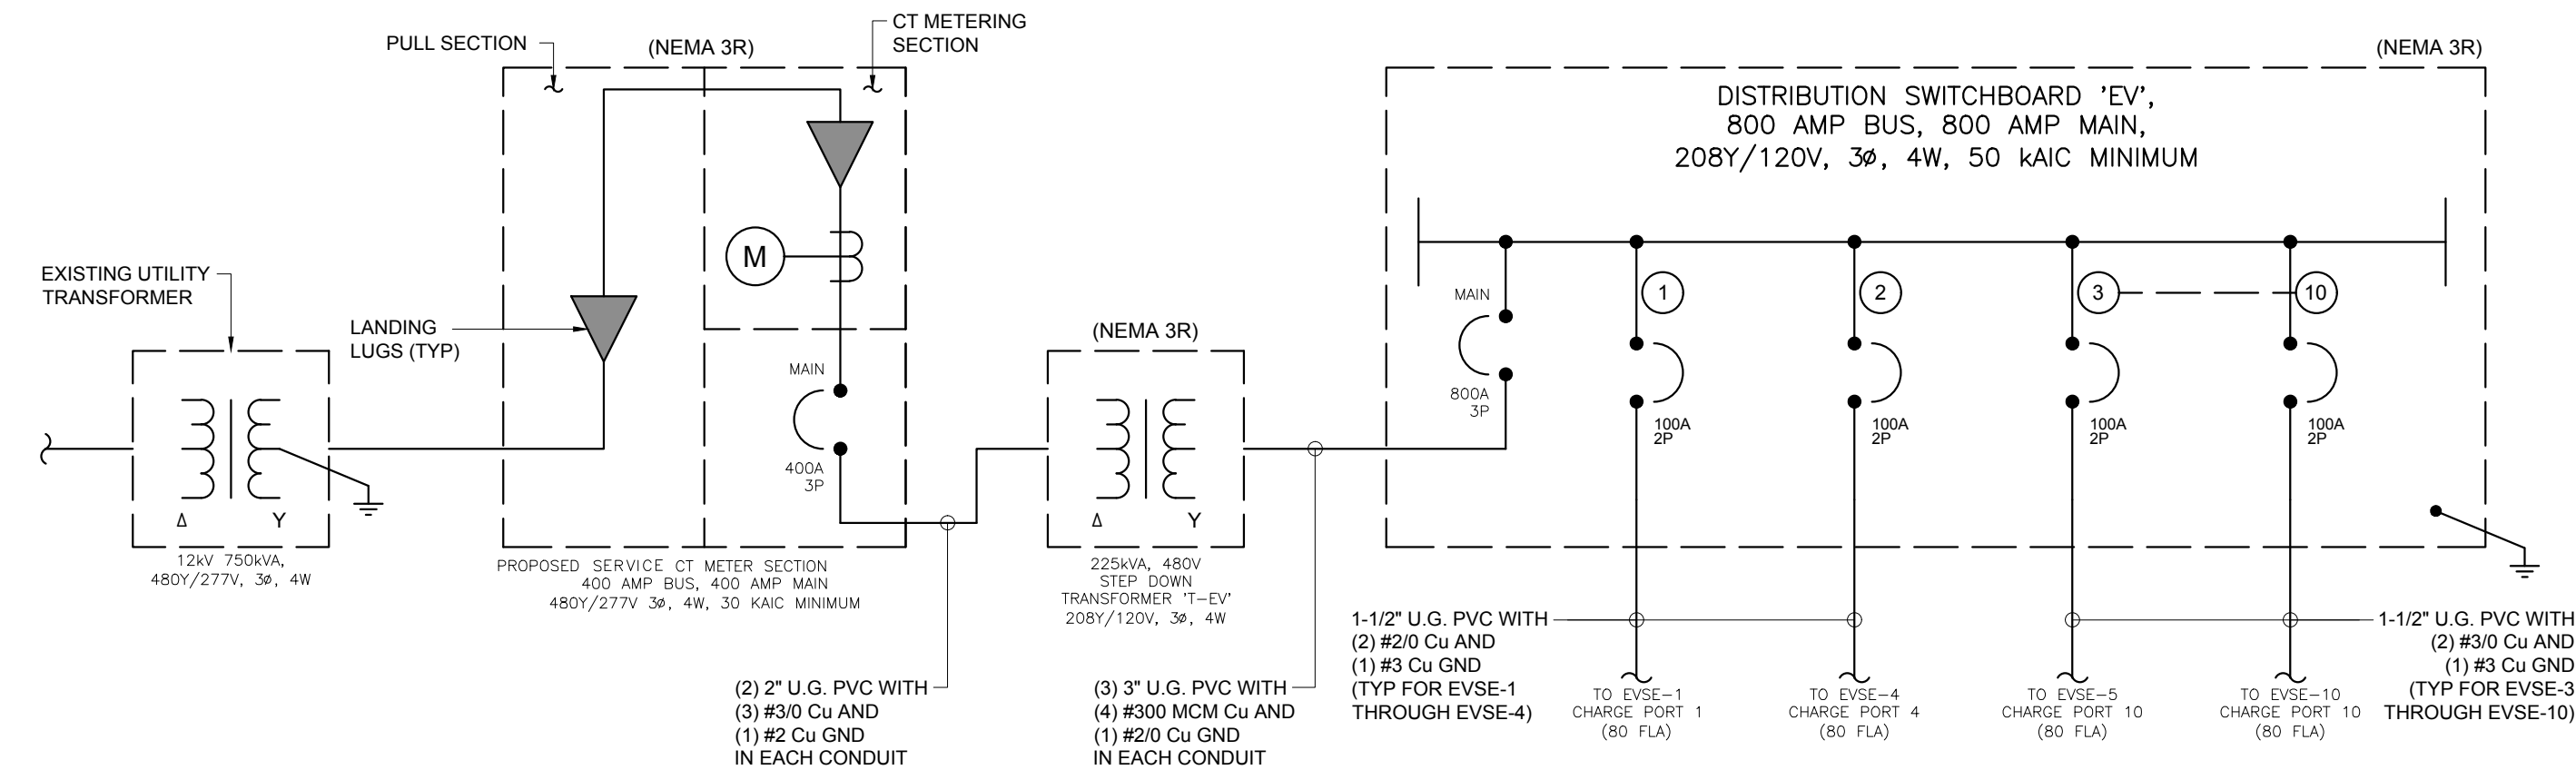 CT METERING
SECTION
PULL SECTION
(NEMA 3R)
(NEMA 3R)
DISTRIBUTION SWITCHBOARD 'EV',
800 AMP BUS, 800 AMP MAIN,
208Y/120V, 3ø, 4W, 50 kAIC MINIMUM
EXISTING UTILITY
TRANSFORMER
LANDING
LUGS (TYP)
M
MAIN
400A
3P
(NEMA 3R)
MAIN
800A
3P
1
2
3
10
100A
2P
100A
2P
100A
2P
100A
2P
Δ Y
12kV 750kVA,
480Y/277V, 3ø, 4W
PROPOSED SERVICE CT METER SECTION
400 AMP BUS, 400 AMP MAIN
480Y/277V 3ø, 4W, 30 KAIC MINIMUM
Δ Y
225kVA, 480V
STEP DOWN
TRANSFORMER 'T-EV'
208Y/120V, 3ø, 4W
(2) 2" U.G. PVC WITH
(3) #3/0 Cu AND
(1) #2 Cu GND
IN EACH CONDUIT
(3) 3" U.G. PVC WITH
(4) #300 MCM Cu AND
(1) #2/0 Cu GND
IN EACH CONDUIT
1-1/2" U.G. PVC WITH
(2) #2/0 Cu AND
(1) #3 Cu GND
(TYP FOR EVSE-1
THROUGH EVSE-4)
TO EVSE-1
CHARGE PORT 1
(80 FLA)
TO EVSE-4
CHARGE PORT 4
(80 FLA)
TO EVSE-5
CHARGE PORT 10
(80 FLA)
TO EVSE-10
CHARGE PORT 10
(80 FLA)
1-1/2" U.G. PVC WITH
(2) #3/0 Cu AND
(1) #3 Cu GND
(TYP FOR EVSE-3
THROUGH EVSE-10)